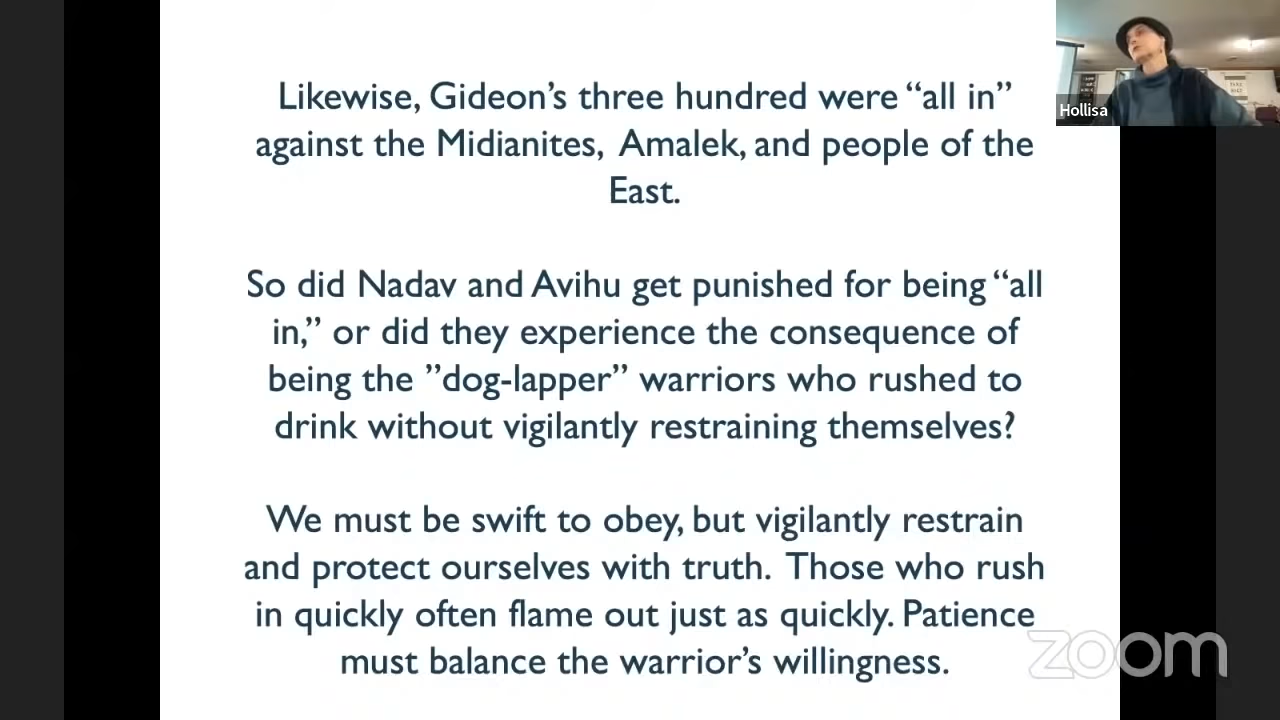 Likewise, Gideon’s three hundred were “all in”
against the Midianites, Amalek, and people of the
East.
So did Nadav and Avihu get punished for being “all
in,” or did they experience the consequence of
being the ”dog-lapper” warriors who rushed to
drink without vigilantly restraining themselves?
We must be swift to obey, but vigilantly restrain
and protect ourselves with truth. Those who rush
in quickly often flame out just as quickly. Patience
must balance the warrior’s willingness.
Hollisa
zoom